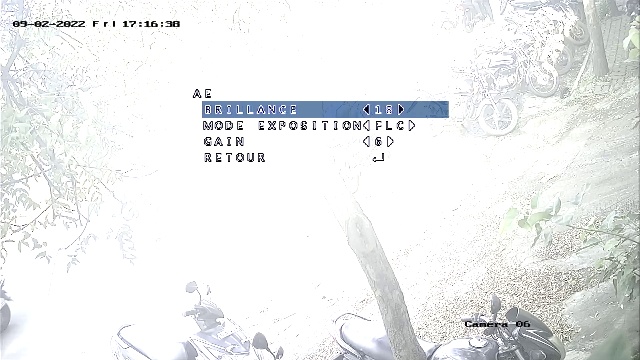 09-02-2022 Fri 17:16:38
AE
BRILLANCE 18
MODE EXPOSITION FLC
GAIN 6
RETOUR
Camera 06